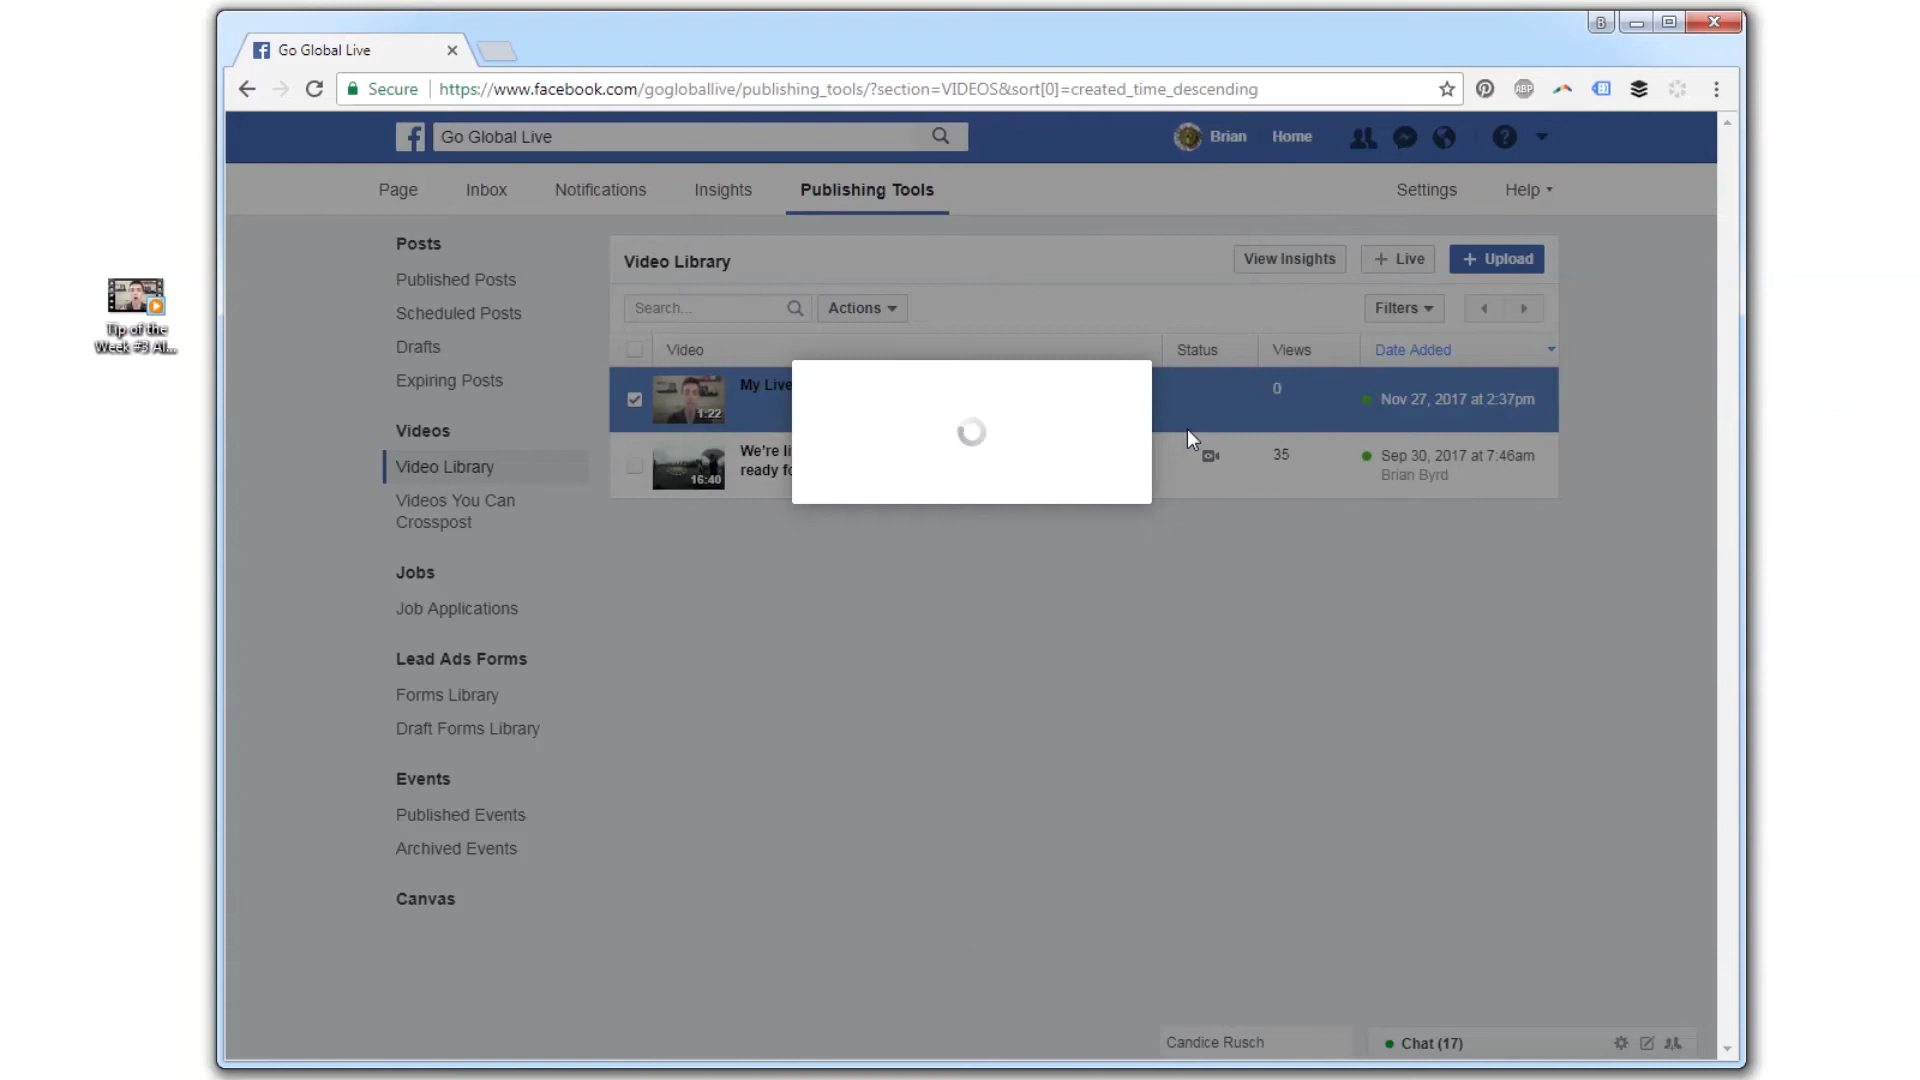 Go Global Live
B
Secure
https://www.facebook.com/gogloballive/publishing_tools/?section=VIDEOS&sort[0]=created_time_descending
ABP
Go Global Live
Brian
Home
Page
Inbox
Notifications
Insights
Publishing Tools
Settings
Help
Posts
Published Posts
Scheduled Posts
Drafts
Expiring Posts
Videos
Video Library
Videos You Can
Crosspost
Jobs
Job Applications
Lead Ads Forms
Forms Library
Draft Forms Library
Events
Published Events
Archived Events
Canvas
Video Library
View Insights
+ Live
+ Upload
Search...
Actions
Filters
Video
Status
Views
Date Added
1:22
My Live
0
Nov 27, 2017 at 2:37pm
16:40
We're li
ready fo
35
Sep 30, 2017 at 7:46am
Brian Byrd
Tip of the
Week #3 Al...
Candice Rusch
Chat (17)